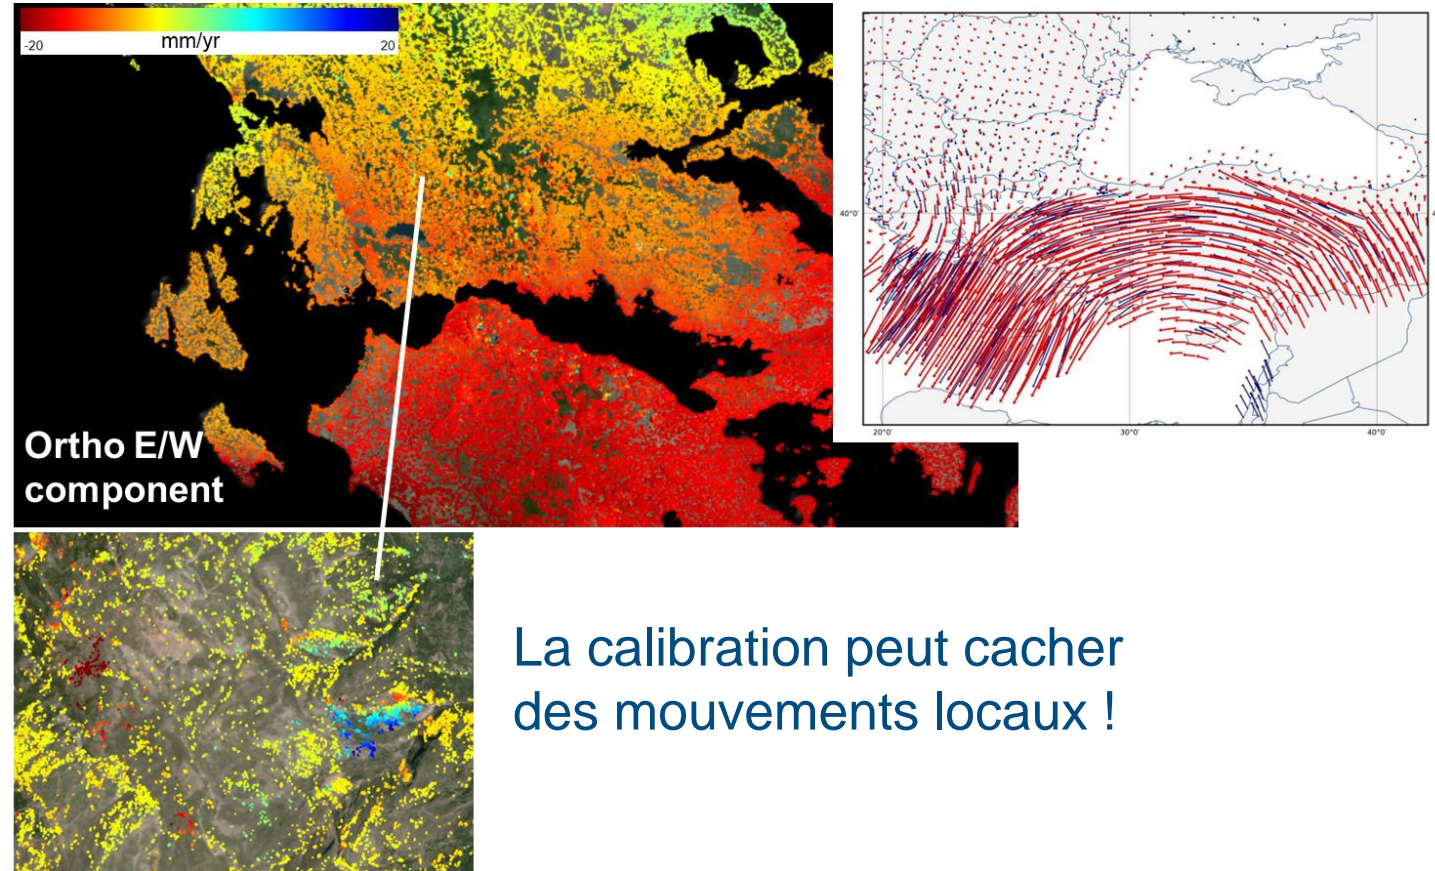 -20 mm/yr 20
Ortho E/W
component
40°0'
20°0' 30°0' 40°0'
La calibration peut cacher
des mouvements locaux !